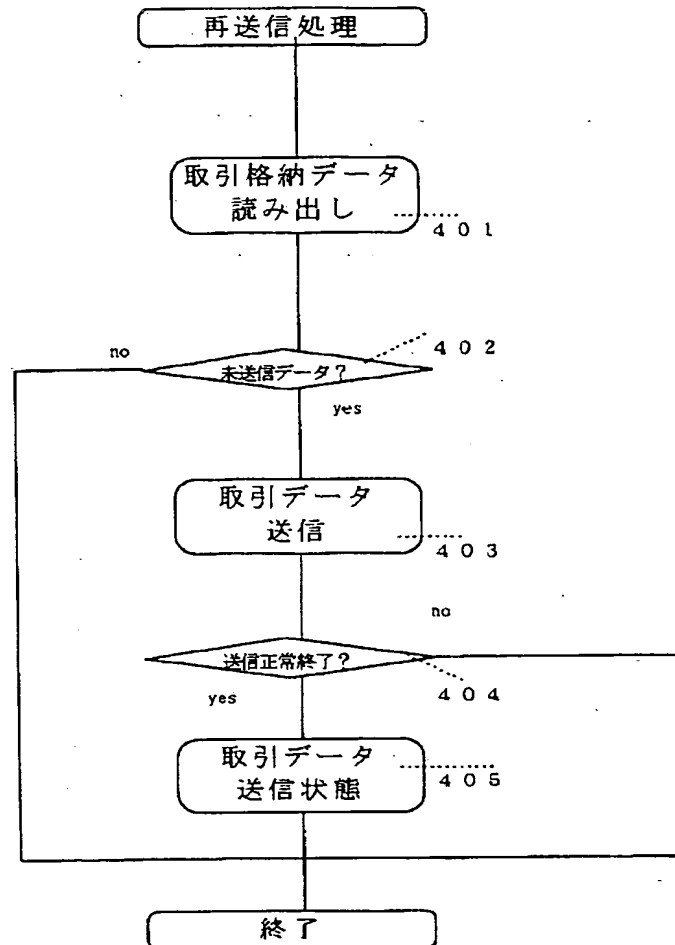 再送信処理
取引格納データ
読み出し
401
no
402
未送信データ?
yes
取引データ
送信
403
no
送信正常終了?
404
yes
取引データ
送信状態
405
終了